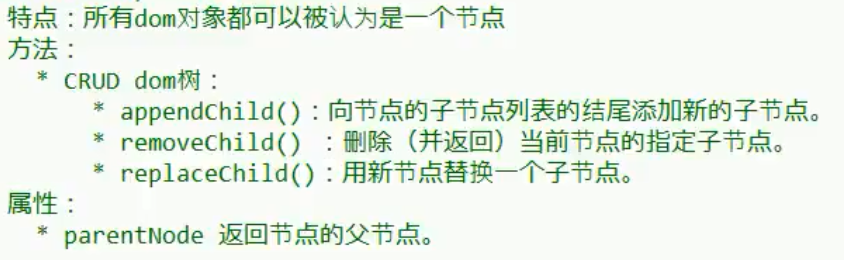 特点：所有dom对象都可以被认为是一个节点
方法：
* CRUD dom树：
* appendChild()：向节点的子节点列表的结尾添加新的子节点。
* removeChild() ：删除（并返回）当前节点的指定子节点。
* replaceChild()：用新节点替换一个子节点。
属性：
* parentNode 返回节点的父节点。